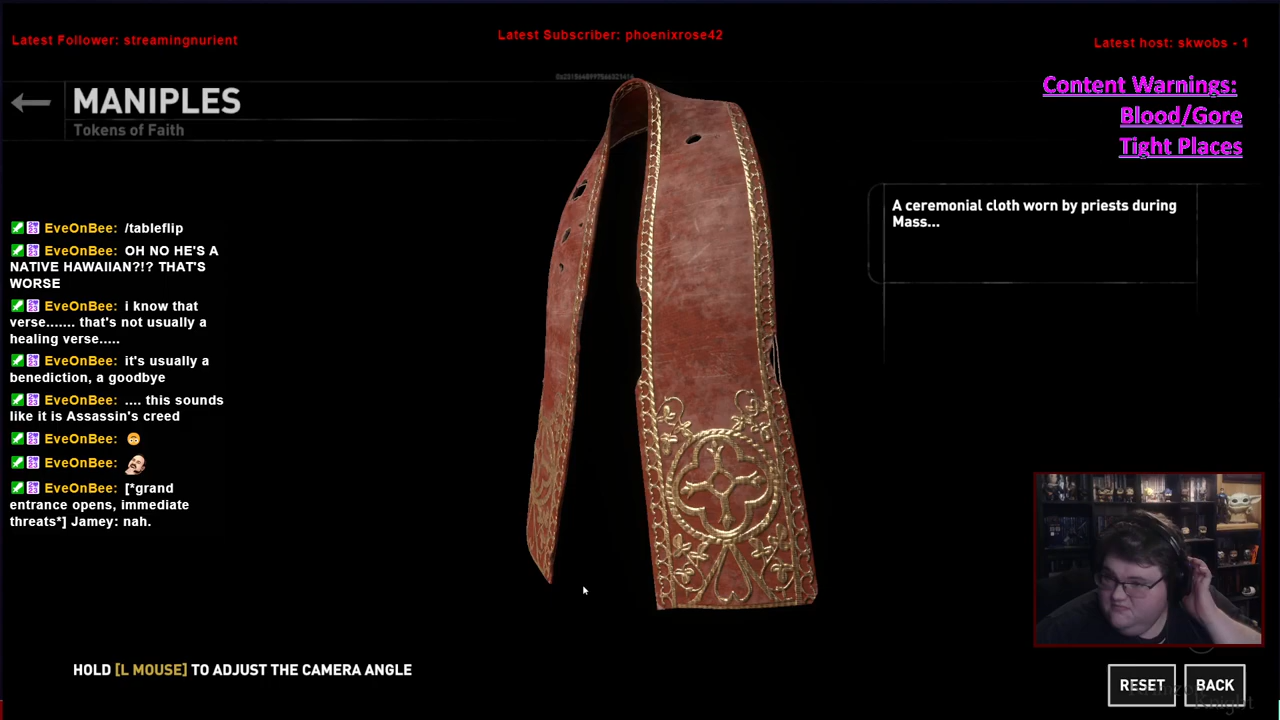 Latest Follower: streamingnurient
Latest Subscriber: phoenixrose42
Latest host: skwobs - 1
MANIPLES
Tokens of Faith
Content Warnings:
Blood/Gore
Tight Places
A ceremonial cloth worn by priests during
Mass...
EveOnBee: /tableflip
EveOnBee: OH NO HE'S A
NATIVE HAWAIIAN?!? THAT'S
WORSE
EveOnBee: i know that
verse....... that's not usually a
healing verse.....
EveOnBee: it's usually a
benediction, a goodbye
EveOnBee: .... this sounds
like it is Assassin's creed
EveOnBee:
EveOnBee:
EveOnBee: [*grand
entrance opens, immediate
threats*] Jamey: nah.
HOLD [L MOUSE] TO ADJUST THE CAMERA ANGLE
RESET
BACK